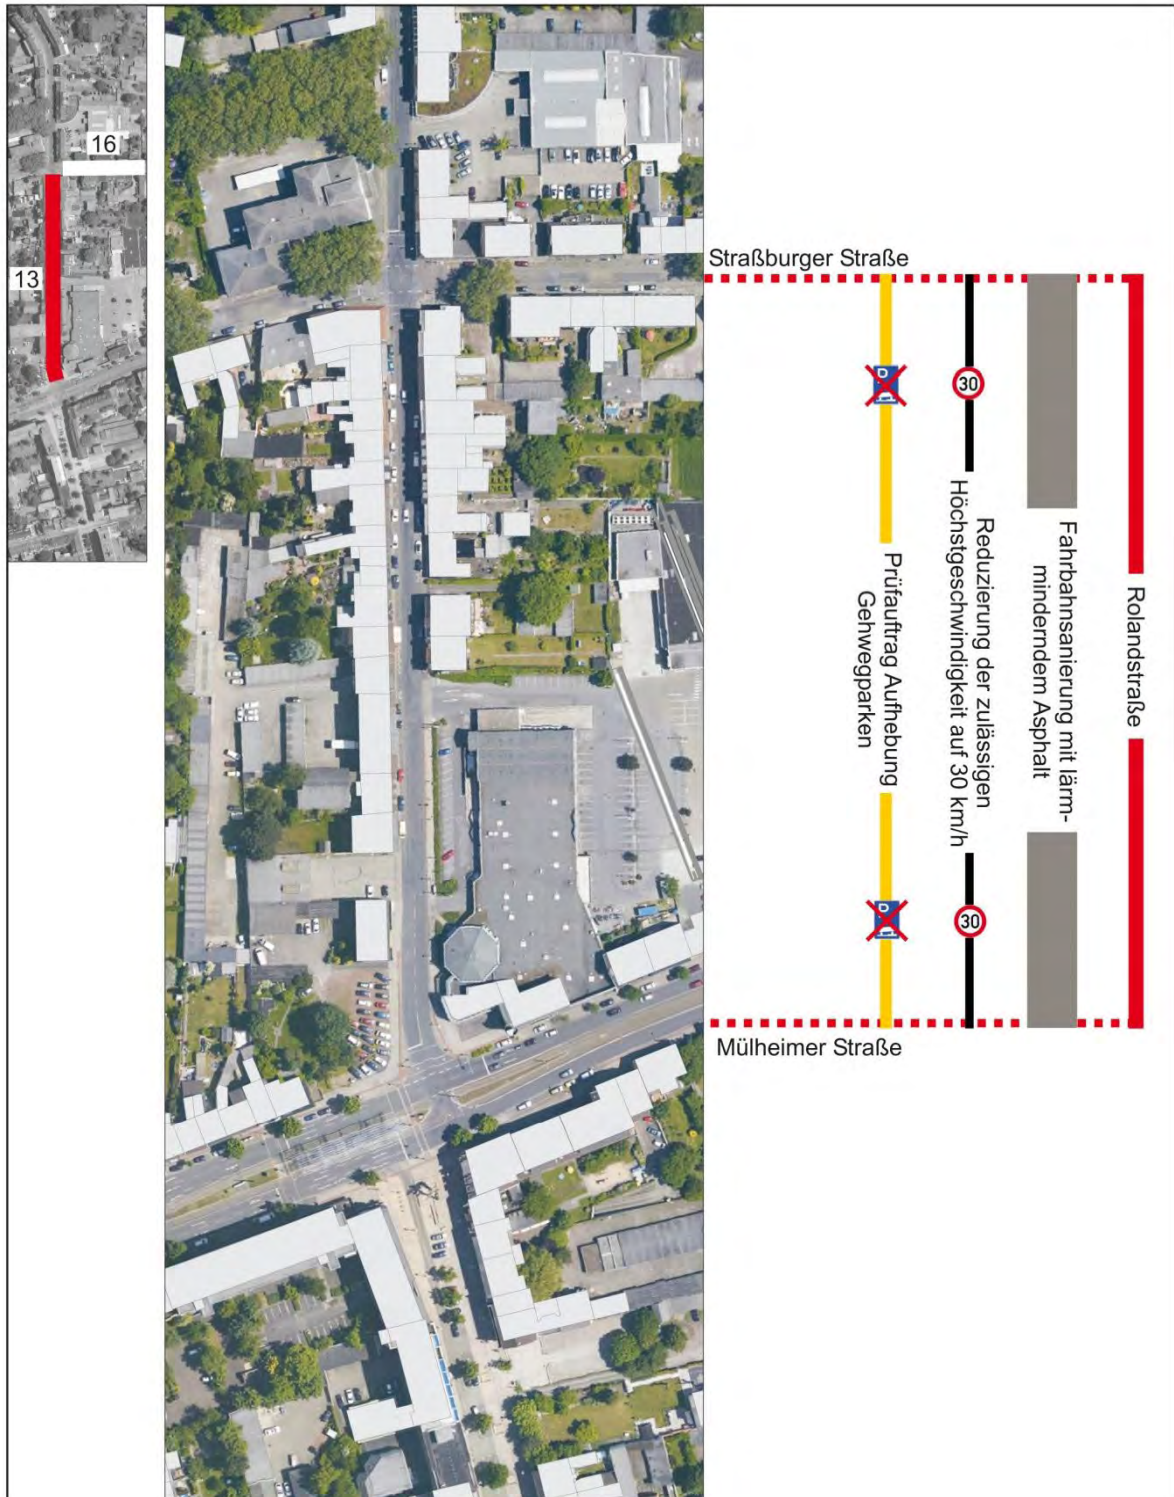 16
13
Straßburger Straße
Rolandstraße
Fahrbahnsanierung mit lärm-
minderndem Asphalt
30
30
Reduzierung der zulässigen
Höchstgeschwindigkeit auf 30 km/h
P
P
Prüfauftrag Aufhebung
Gehwegparken
Mülheimer Straße